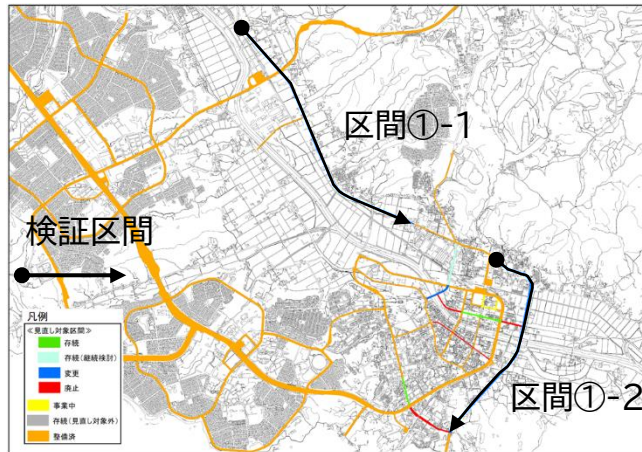 区間①-1
検証区間
区間①-2
凡例
≪見直し対象区間≫
存続
存続(継続検討)
変更
廃止
事業中
存続(見直し対象外)
整備済